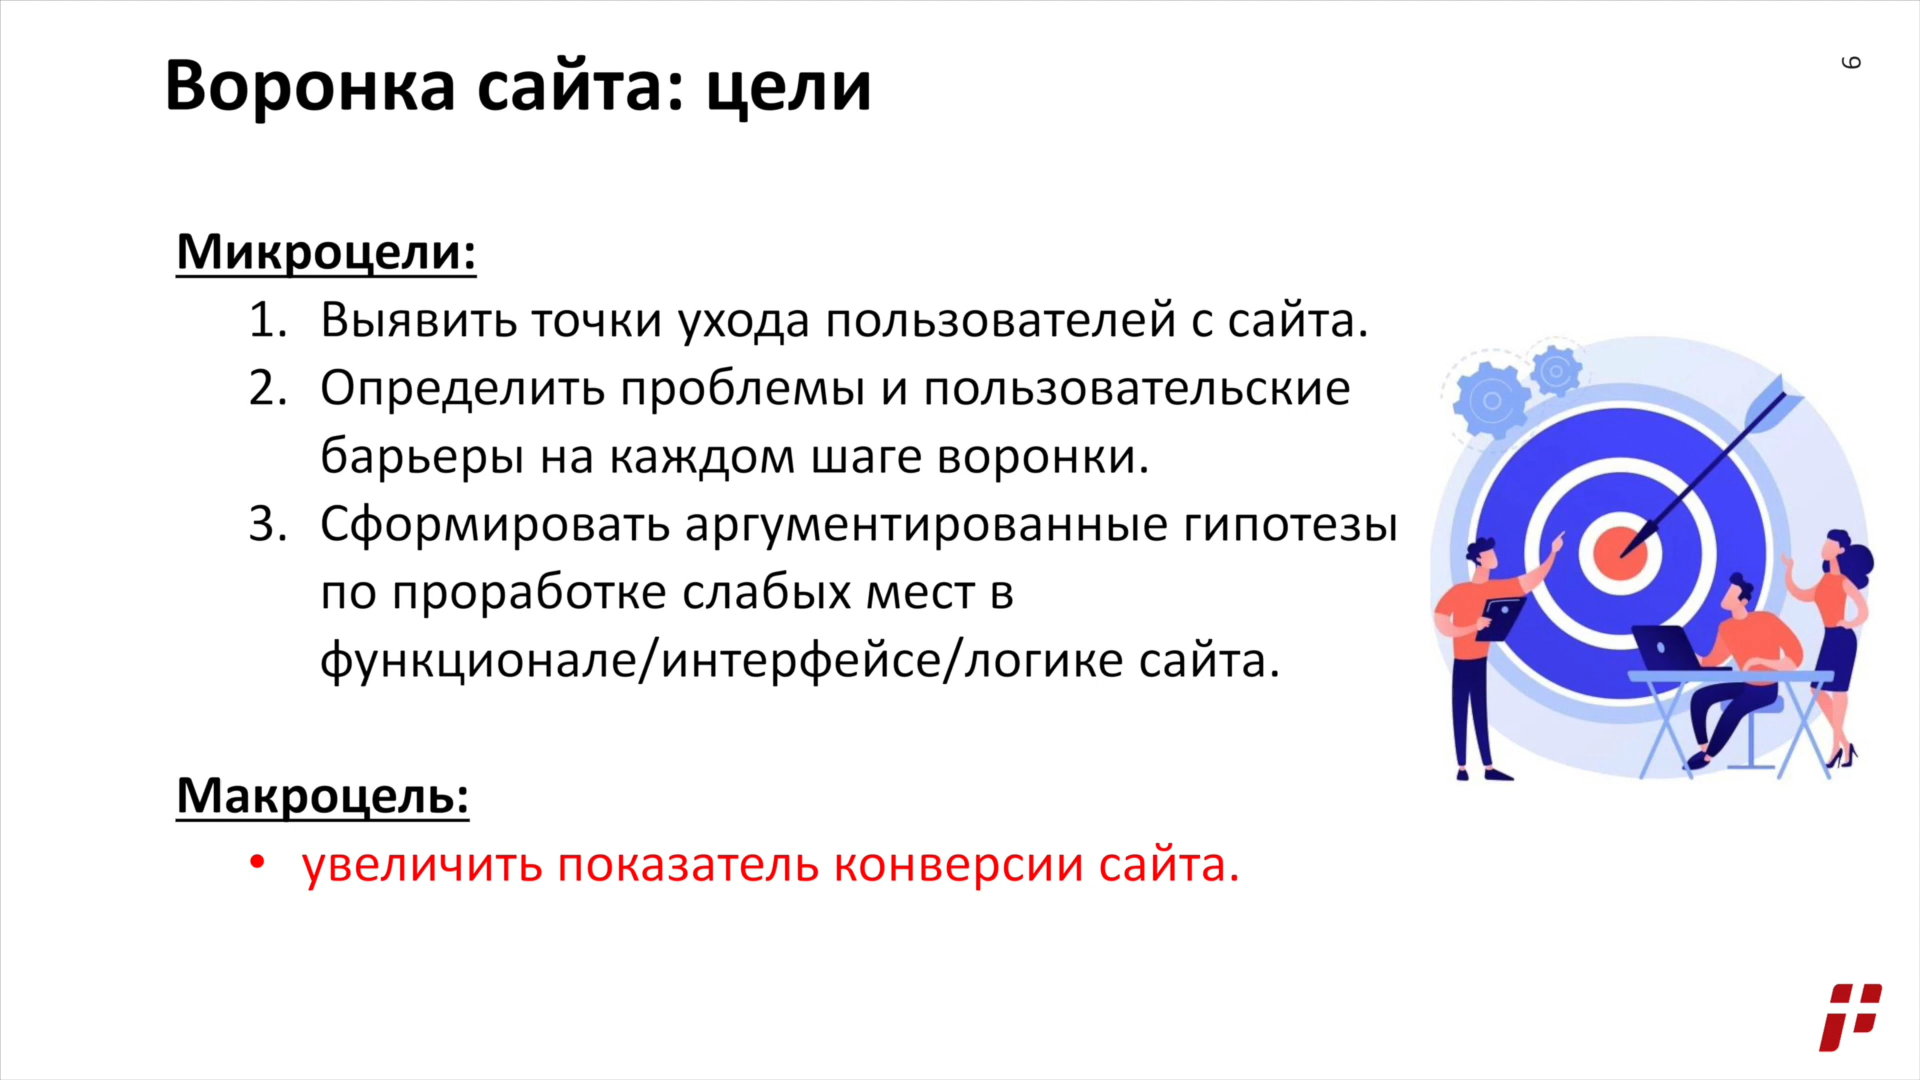 Воронка сайта: цели
6
Микроцели:
1. Выявить точки ухода пользователей с сайта.
2. Определить проблемы и пользовательские
барьеры на каждом шаге воронки.
3. Сформировать аргументированные гипотезы
по проработке слабых мест в
функционале/интерфейсе/логике сайта.
Макроцель:
• увеличить показатель конверсии сайта.